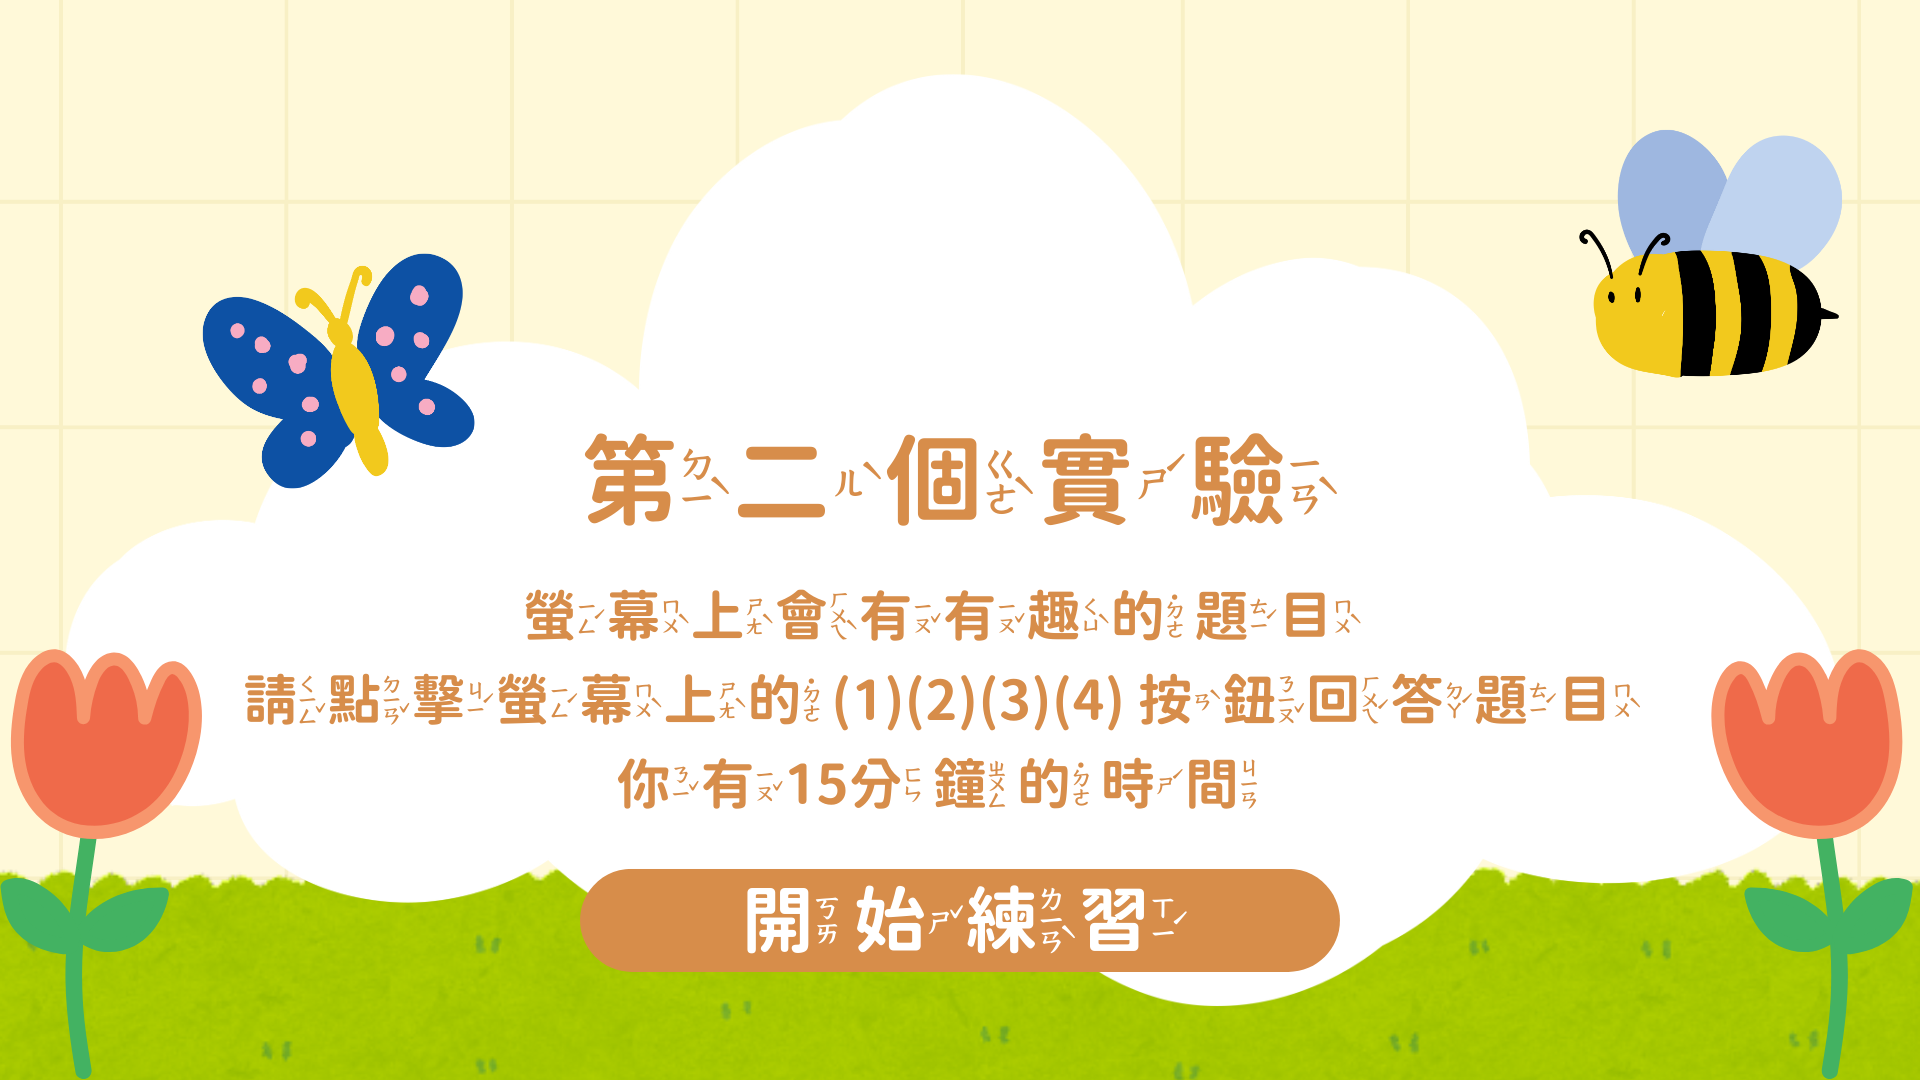 第二個實驗
螢幕上會有有趣的題目
請點擊螢幕上的(1)(2)(3)(4) 按鈕回答題目
你有15分鐘的時間
開始練習